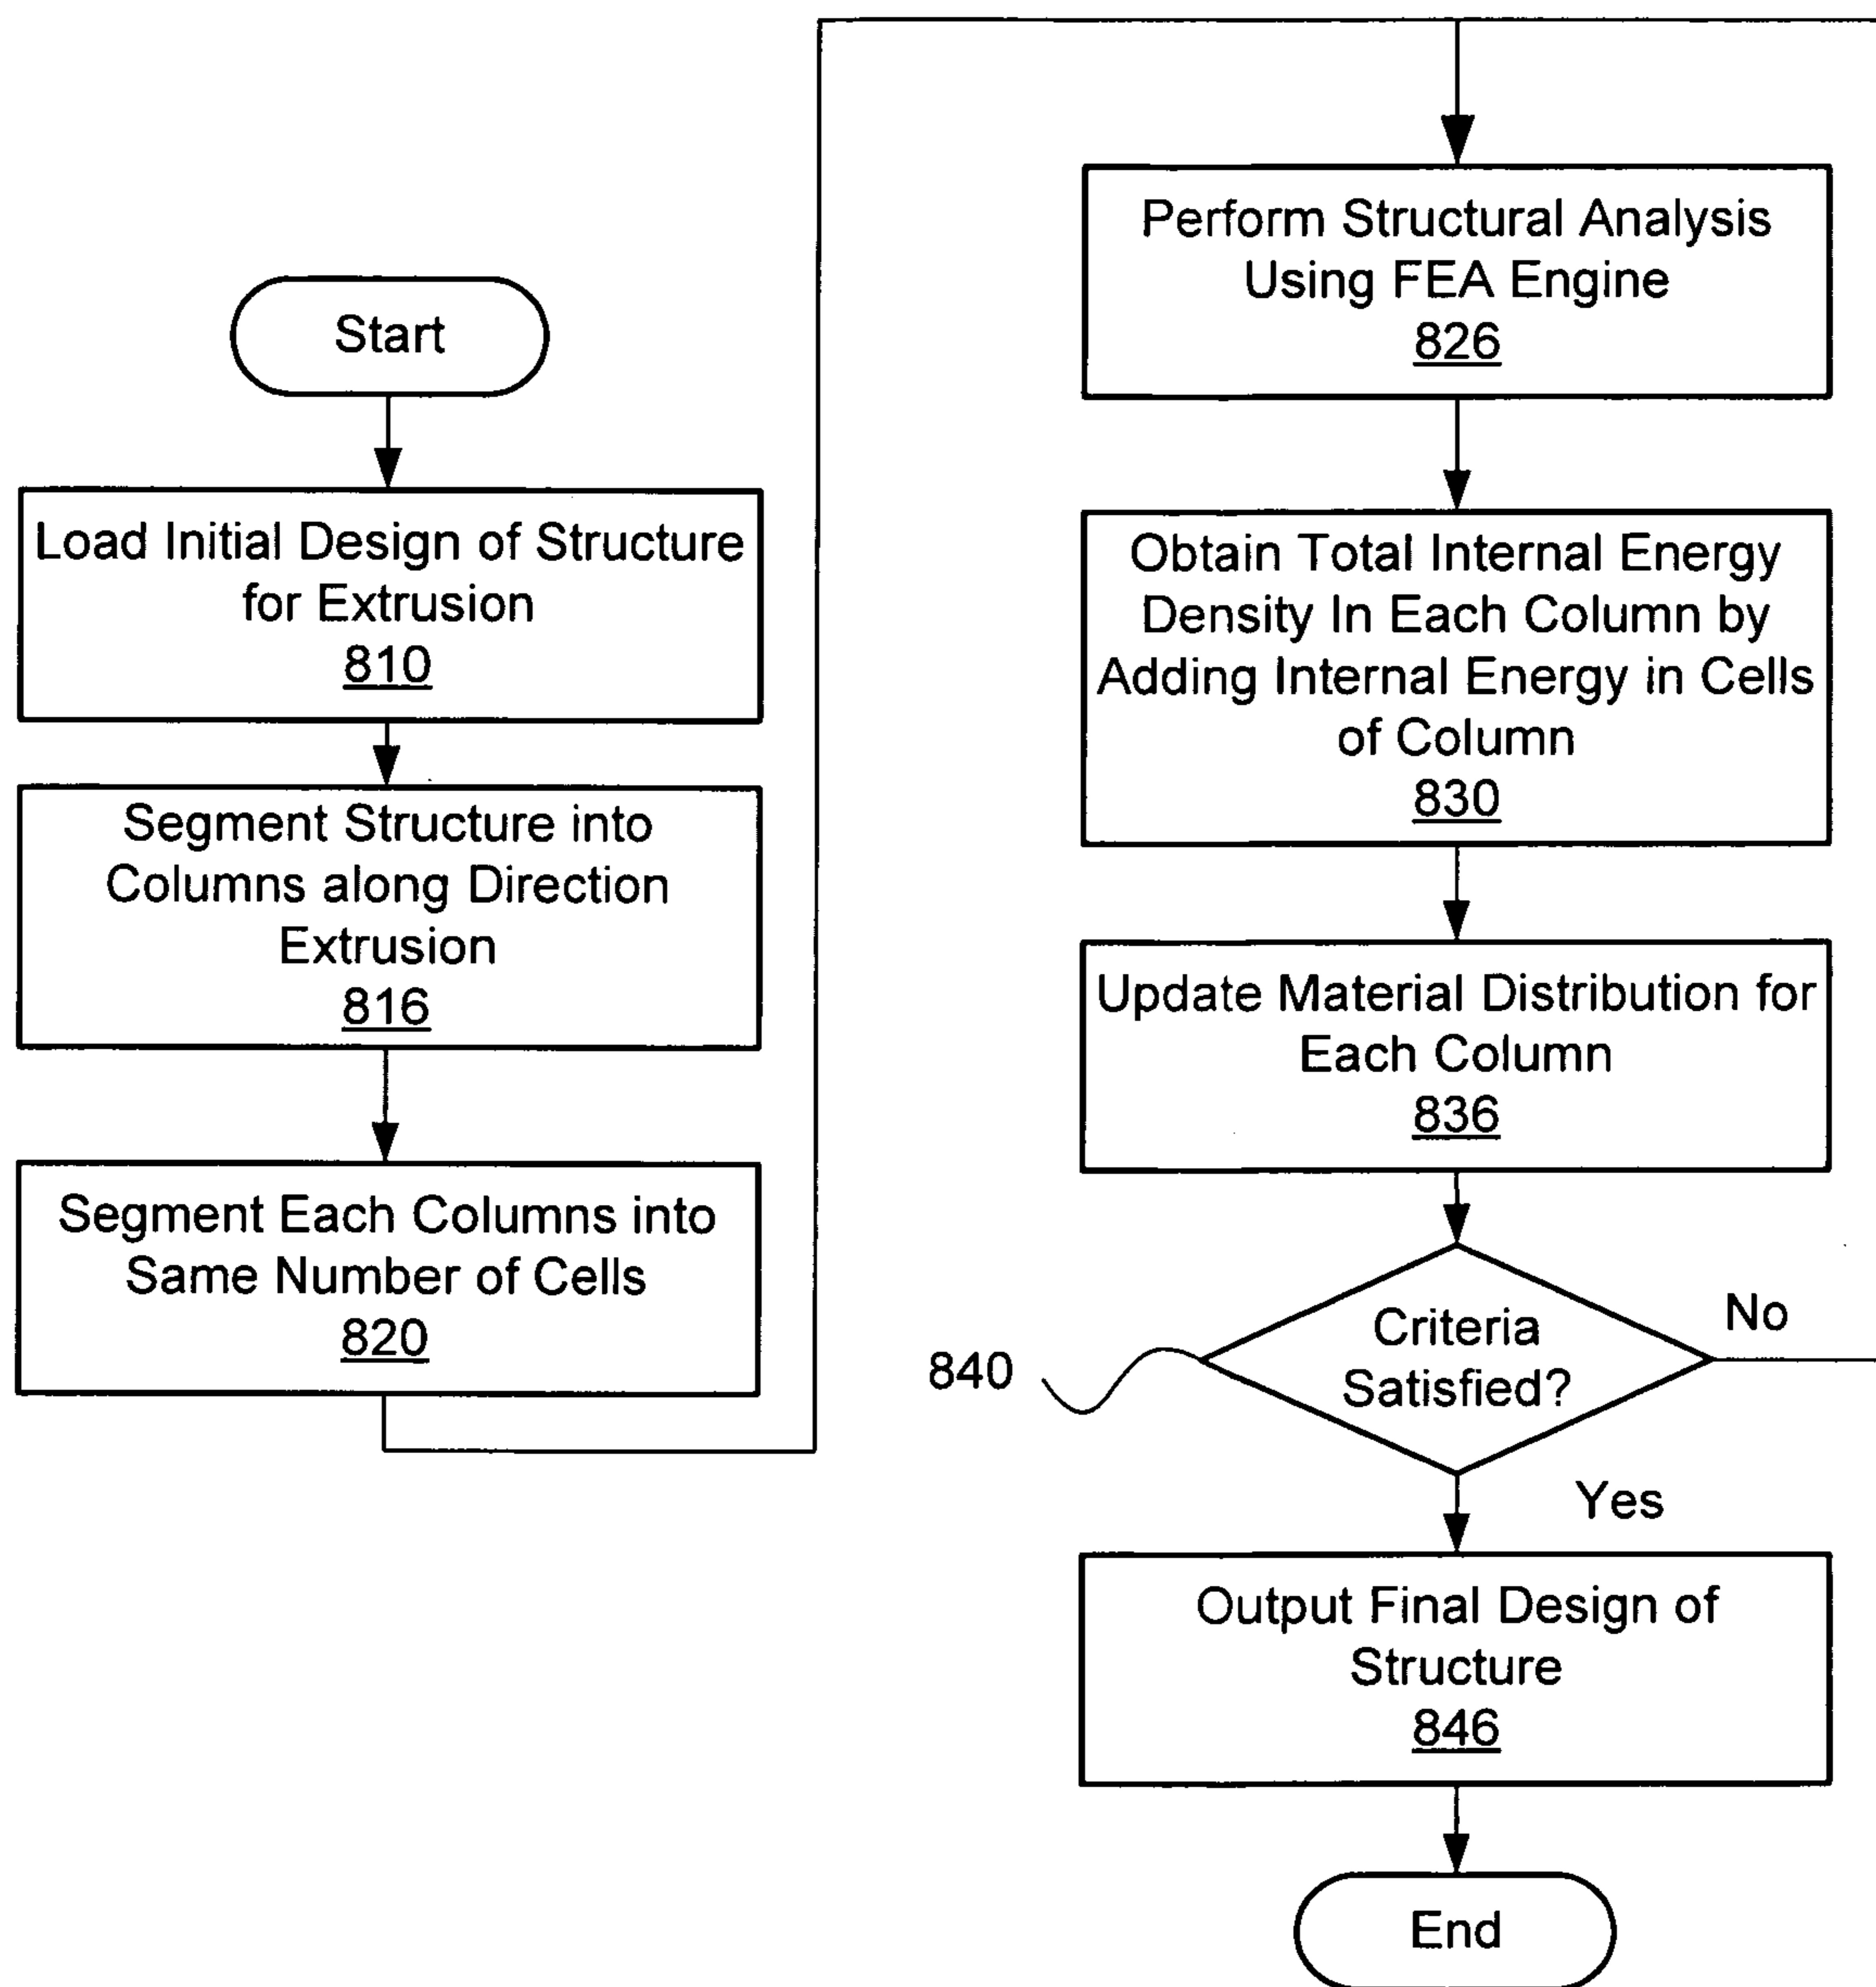 Start
Load Initial Design of Structure
for Extrusion
810
Segment Structure into
Columns along Direction
Extrusion
816
Segment Each Columns into
Same Number of Cells
820
Perform Structural Analysis
Using FEA Engine
826
Obtain Total Internal Energy
Density In Each Column by
Adding Internal Energy in Cells
of Column
830
Update Material Distribution for
Each Column
836
840
Criteria
Satisfied?
No
Yes
Output Final Design of
Structure
846
End